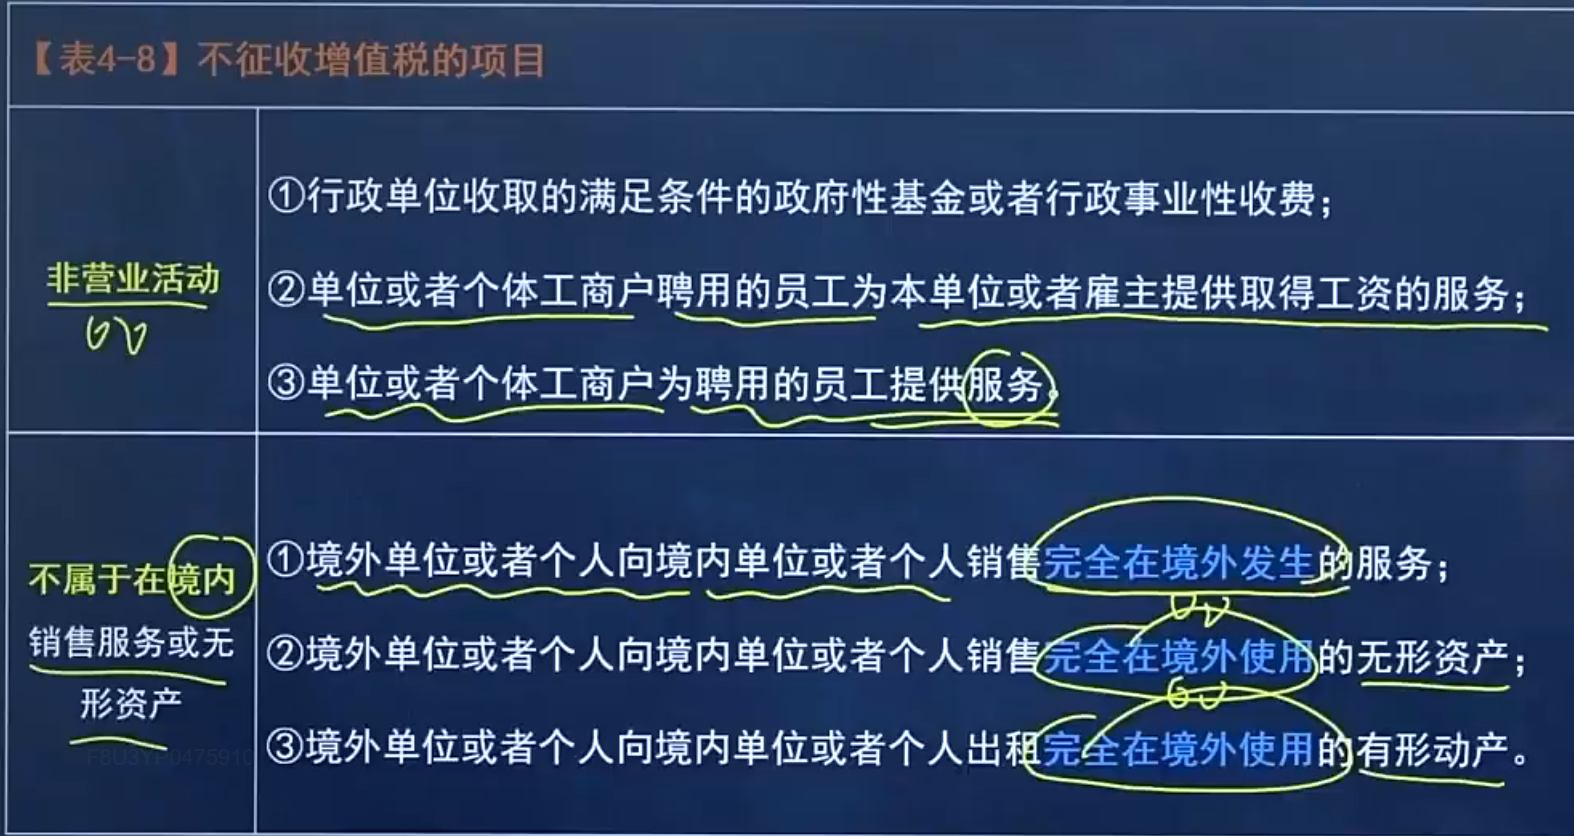 【表4-8】不征收增值税的项目
非营业活动
①行政单位收取的满足条件的政府性基金或者行政事业性收费；
②单位或者个体工商户聘用的员工为本单位或者雇主提供取得工资的服务；
③单位或者个体工商户为聘用的员工提供服务。
不属于在境内
销售服务或无
形资产
①境外单位或者个人向境内单位或者个人销售完全在境外发生的服务；
②境外单位或者个人向境内单位或者个人销售完全在境外使用的无形资产；
③境外单位或者个人向境内单位或者个人出租完全在境外使用的有形动产。